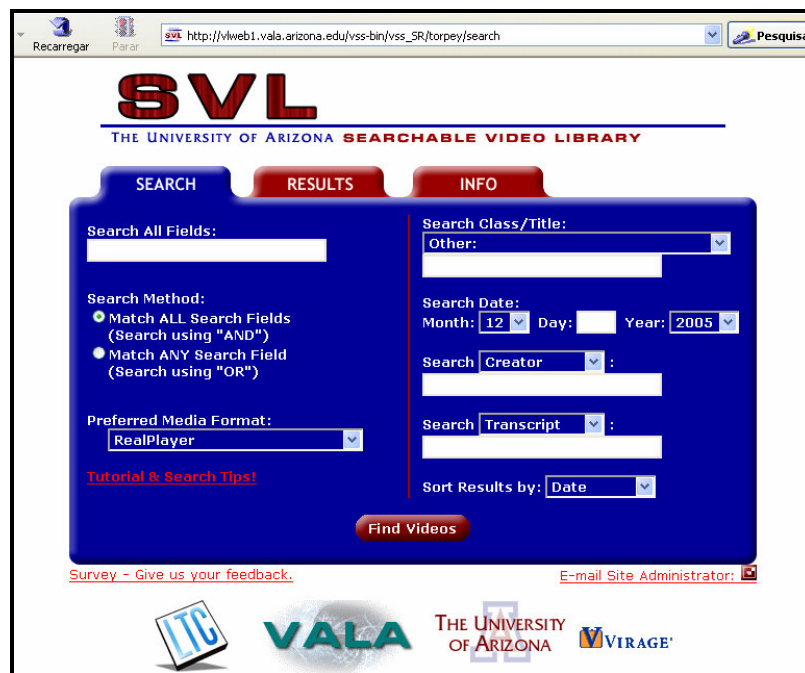 Recarregar
Parar
SVL http://vlweb1.vala.arizona.edu/vss-bin/vss_SR/torpey/search
Pesquisa
SVL
THE UNIVERSITY OF ARIZONA SEARCHABLE VIDEO LIBRARY
SEARCH
RESULTS
INFO
Search All Fields:
Search Method:
Match ALL Search Fields
(Search using "AND")
Match ANY Search Field
(Search using "OR")
Preferred Media Format:
RealPlayer
Tutorial & Search Tips!
Search Class/Title:
Other:
Search Date:
Month: 12 Day: Year: 2005
Search Creator :
Search Transcript :
Sort Results by: Date
Find Videos
Survey - Give us your feedback.
E-mail Site Administrator:
LTC
VALA
THE UNIVERSITY
OF ARIZONA
A
V VIRAGE